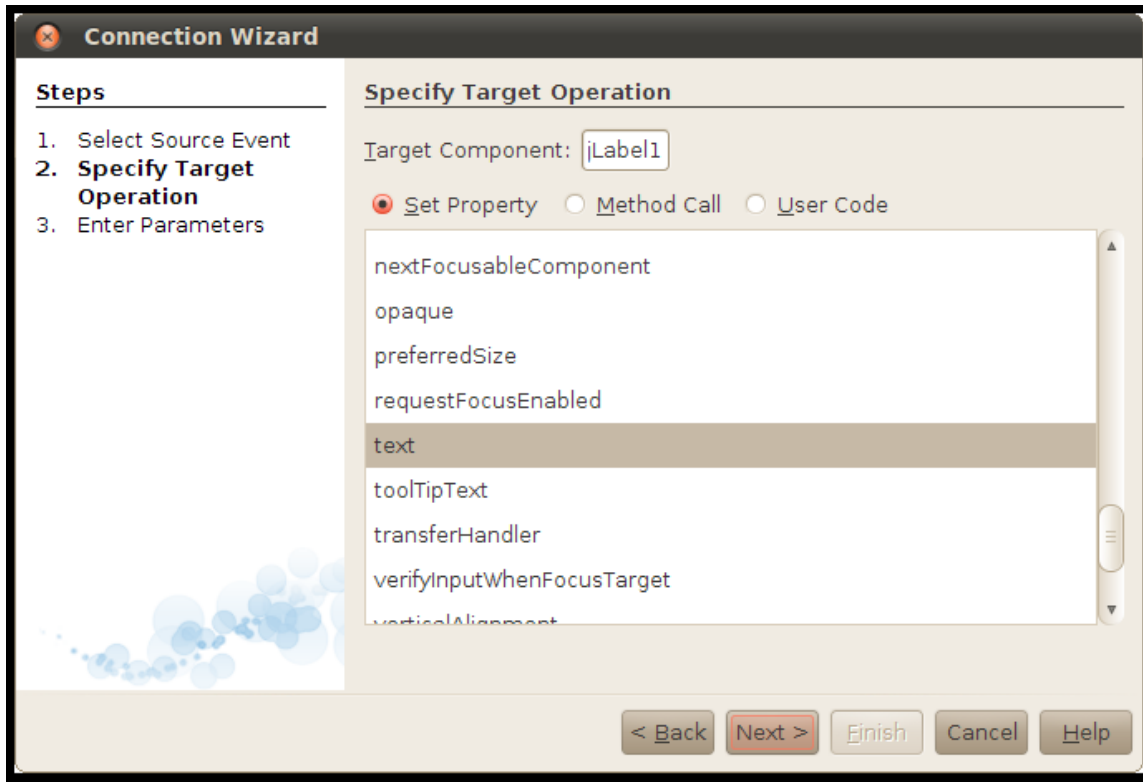 Connection Wizard
Steps
1. Select Source Event
2. Specify Target
Operation
3. Enter Parameters
Specify Target Operation
Target Component: jLabel1
Set Property Method Call User Code
nextFocusableComponent
opaque
preferredSize
requestFocusEnabled
text
toolTipText
transferHandler
verifyInputWhenFocusTarget
verticalAlignment
< Back Next > Finish Cancel Help